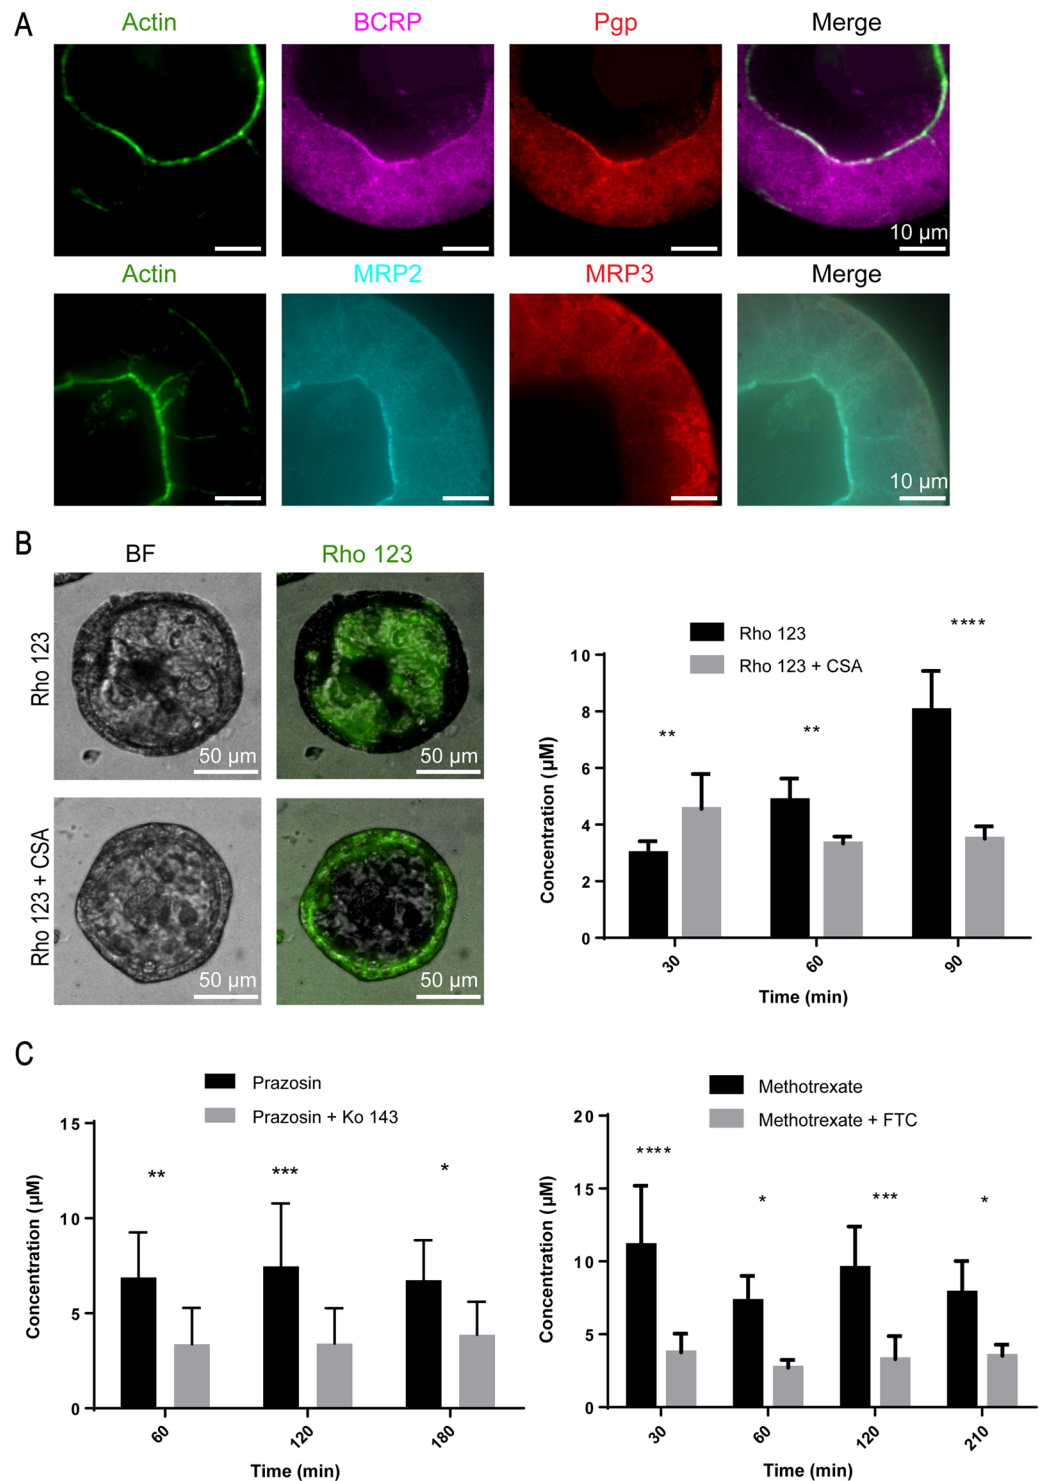 A
Actin BCRP Pgp Merge
10 µm
Actin MRP2 MRP3 Merge
10 µm
B
BF Rho 123
Rho 123
50 µm 50 µm
Rho 123 + CSA
50 µm 50 µm
Rho 123
Rho 123 + CSA
****
** **
Concentration (µM)
10
8
6
4
2
0
30 60 90
Time (min)
C
Prazosin
Prazosin + Ko 143
** *** *
Concentration (µM)
15
10
5
0
60 120 180
Time (min)
Methotrexate
Methotrexate + FTC
**** * *** *
Concentration (µM)
20
15
10
5
0
30 60 120 210
Time (min)